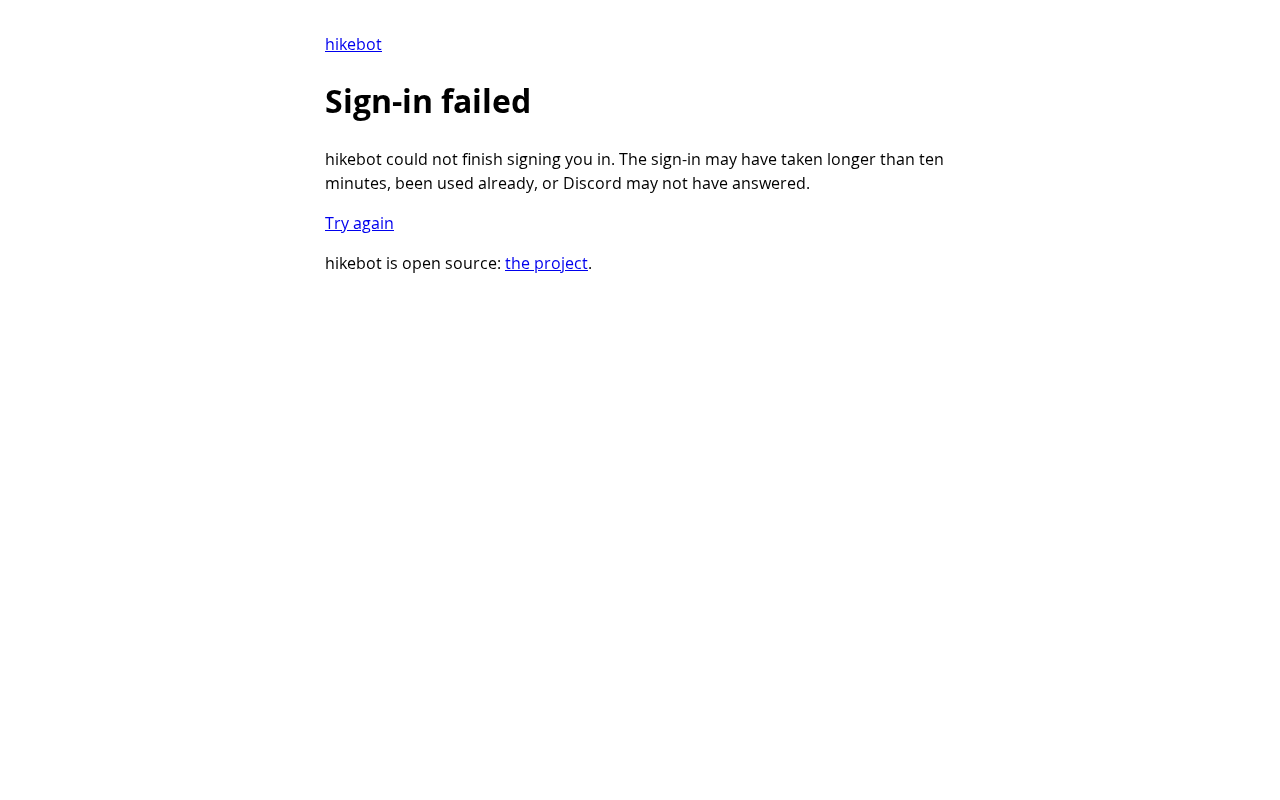 hikebot
Sign-in failed
hikebot could not finish signing you in. The sign-in may have taken longer than ten
minutes, been used already, or Discord may not have answered.
Try again
hikebot is open source: the project.